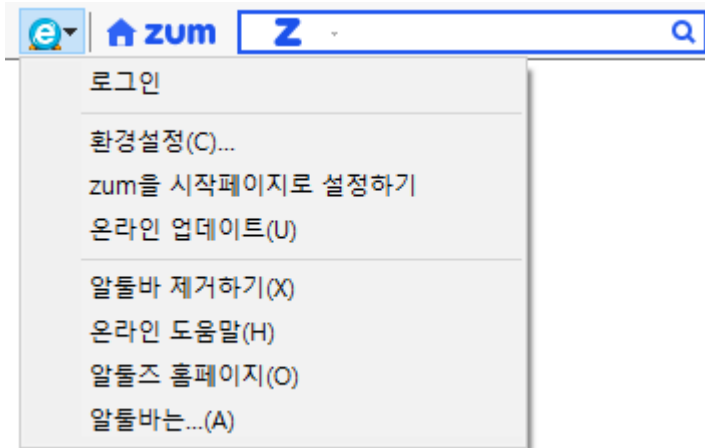 zum Z
로그인
환경설정(C)...
zum을 시작페이지로 설정하기
온라인 업데이트(U)
알툴바 제거하기(X)
온라인 도움말(H)
알툴즈 홈페이지(O)
알툴바는...(A)